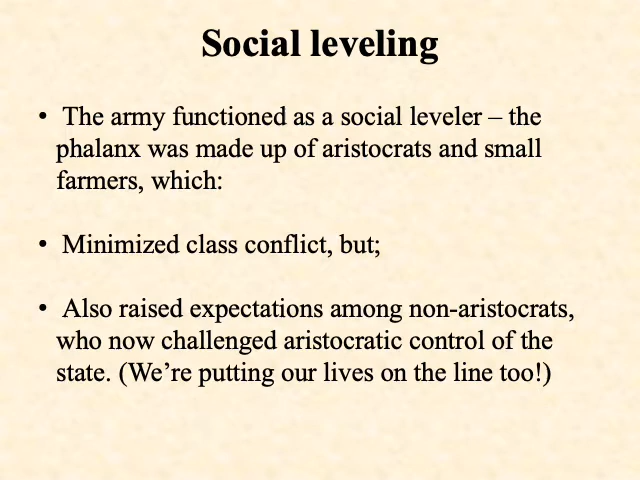 Social leveling
• The army functioned as a social leveler – the
phalanx was made up of aristocrats and small
farmers, which:
• Minimized class conflict, but;
• Also raised expectations among non-aristocrats,
who now challenged aristocratic control of the
state. (We’re putting our lives on the line too!)